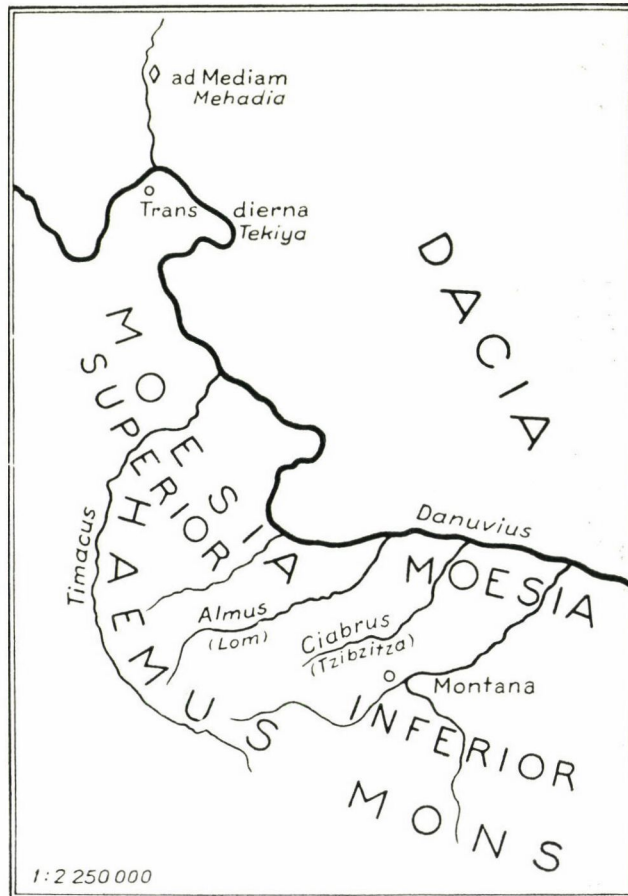 ad Mediam
Mehadia
Trans dierna
Tekiya
DACIA
MOESIA
SUPERIOR
Timacus
HAEMUS
Danuvius
MOESIA
Almus
(Lom)
Ciabrus
(Tzibzitza)
Montana
INFERIOR
MONS
1:2 250 000